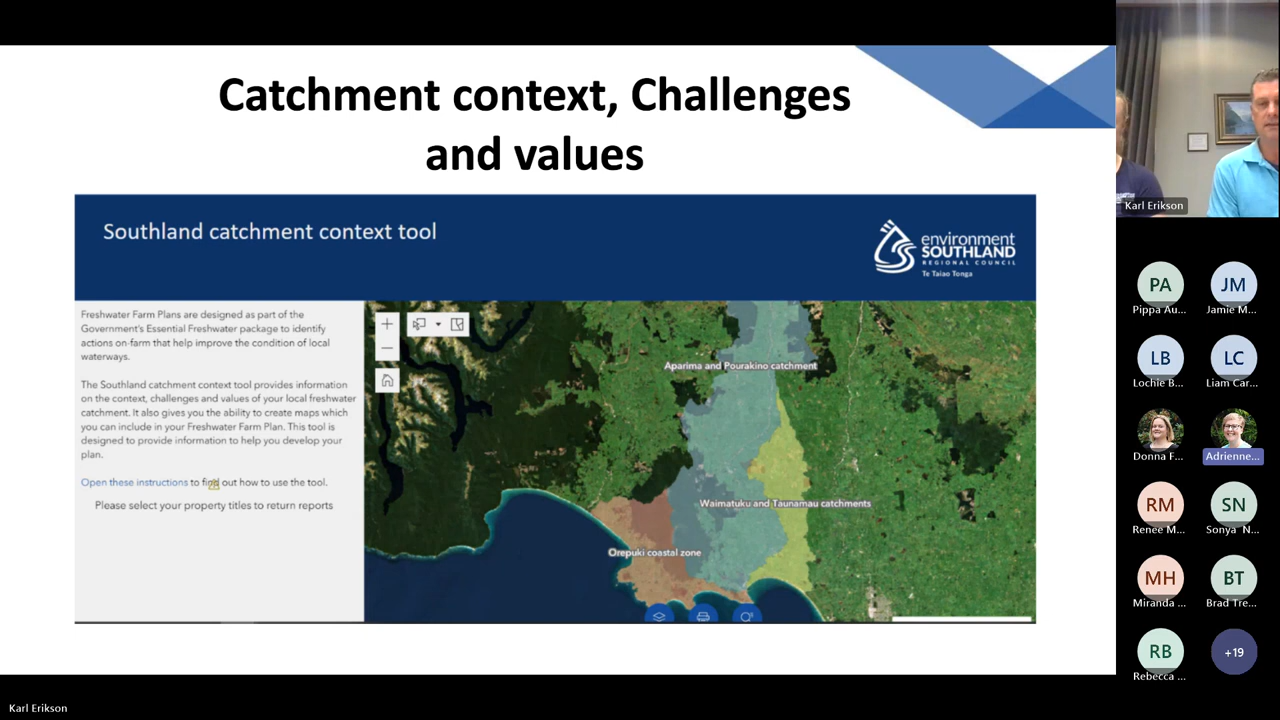 Catchment context, Challenges
and values
Southland catchment context tool
environment
SOUTHLAND
REGIONAL COUNCIL
Te Taiao Tonga
Freshwater Farm Plans are designed as part of the
Government's Essential Freshwater package to identify
actions on-farm that help improve the condition of local
waterways.
The Southland catchment context tool provides information
on the context, challenges and values of your local freshwater
catchment. It also gives you the ability to create maps which
you can include in your Freshwater Farm Plan. This tool is
designed to provide information to help you develop your
plan.
Open these instructions to find out how to use the tool.
Please select your property titles to return reports
Aparima and Pourakino catchment
Waimatuku and Taunamau catchments
Orepuki coastal zone
Karl Erikson
PA
Pippa Au...
JM
Jamie M...
LB
Lochie B...
LC
Liam Car...
Donna F...
Adrienne...
RM
Renee M...
SN
Sonya N...
MH
Miranda ...
BT
Brad Tre...
RB
Rebecca ...
+19
Karl Erikson